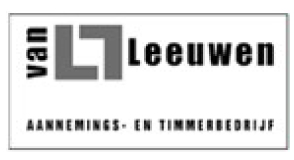 van
Leeuwen
AANNEMINGS- EN TIMMERBEDRIJF